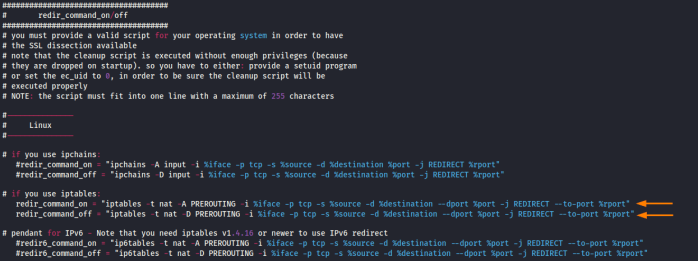 #######################################
#       redir_command_on/off
#######################################
# you must provide a valid script for your operating system in order to have
# the SSL dissection available
# note that the cleanup script is executed without enough privileges (because
# they are dropped on startup). so you have to either: provide a setuid program
# or set the ec_uid to 0, in order to be sure the cleanup script will be
# executed properly
# NOTE: the script must fit into one line with a maximum of 255 characters
#---------------
#     Linux
#---------------
# if you use ipchains:
#redir_command_on = "ipchains -A input -i %iface -p tcp -s %source -d %destination %port -j REDIRECT %rport"
#redir_command_off = "ipchains -D input -i %iface -p tcp -s %source -d %destination %port -j REDIRECT %rport"
# if you use iptables:
redir_command_on = "iptables -t nat -A PREROUTING -i %iface -p tcp -s %source -d %destination --dport %port -j REDIRECT --to-port %rport"
redir_command_off = "iptables -t nat -D PREROUTING -i %iface -p tcp -s %source -d %destination --dport %port -j REDIRECT --to-port %rport"
# pendant for IPv6 - Note that you need iptables v1.4.16 or newer to use IPv6 redirect
#redir6_command_on = "ip6tables -t nat -A PREROUTING -i %iface -p tcp -s %source -d %destination --dport %port -j REDIRECT --to-port %rport"
#redir6_command_off = "ip6tables -t nat -D PREROUTING -i %iface -p tcp -s %source -d %destination --dport %port -j REDIRECT --to-port %rport"